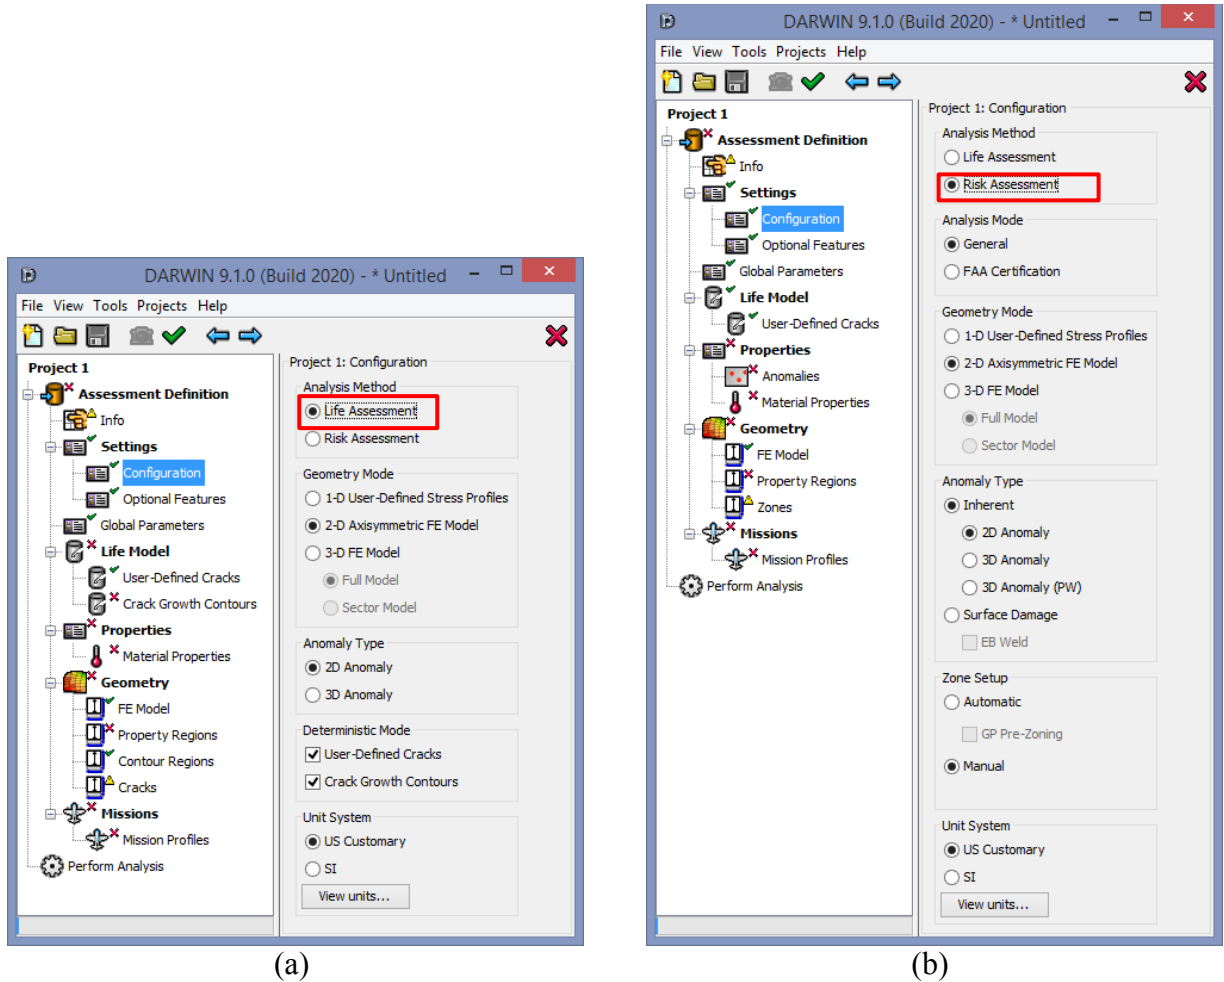 DARWIN 9.1.0 (Build 2020) - * Untitled
File View Tools Projects Help
Project 1
Assessment Definition
Info
Settings
Configuration
Optional Features
Global Parameters
Life Model
User-Defined Cracks
Crack Growth Contours
Properties
Material Properties
Geometry
FE Model
Property Regions
Contour Regions
Cracks
Missions
Mission Profiles
Perform Analysis
Project 1: Configuration
Analysis Method
Life Assessment
Risk Assessment
Geometry Mode
1-D User-Defined Stress Profiles
2-D Axisymmetric FE Model
3-D FE Model
Full Model
Sector Model
Anomaly Type
2D Anomaly
3D Anomaly
Deterministic Mode
User-Defined Cracks
Crack Growth Contours
Unit System
US Customary
SI
View units...
(a)
DARWIN 9.1.0 (Build 2020) - * Untitled
File View Tools Projects Help
Project 1
Assessment Definition
Info
Settings
Configuration
Optional Features
Global Parameters
Life Model
User-Defined Cracks
Properties
Anomalies
Material Properties
Geometry
FE Model
Property Regions
Zones
Missions
Mission Profiles
Perform Analysis
Project 1: Configuration
Analysis Method
Life Assessment
Risk Assessment
Analysis Mode
General
FAA Certification
Geometry Mode
1-D User-Defined Stress Profiles
2-D Axisymmetric FE Model
3-D FE Model
Full Model
Sector Model
Anomaly Type
Inherent
2D Anomaly
3D Anomaly
3D Anomaly (PW)
Surface Damage
EB Weld
Zone Setup
Automatic
GP Pre-Zoning
Manual
Unit System
US Customary
SI
View units...
(b)